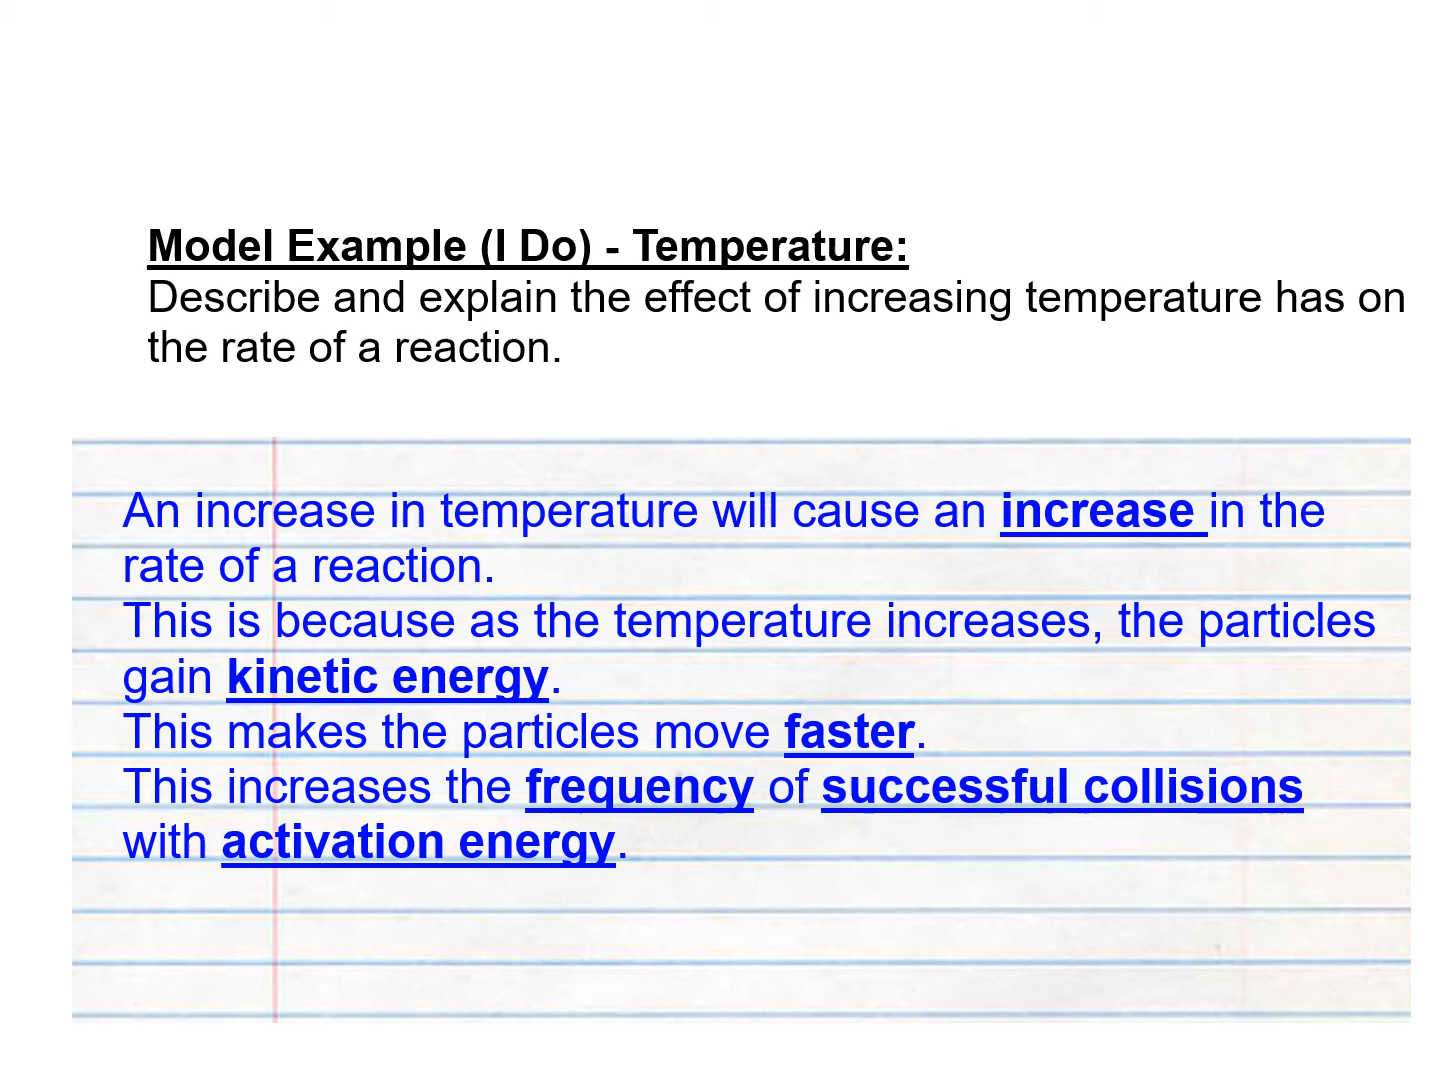 Model Example (I Do) - Temperature:
Describe and explain the effect of increasing temperature has on
the rate of a reaction.
An increase in temperature will cause an increase in the
rate of a reaction.
This is because as the temperature increases, the particles
gain kinetic energy.
This makes the particles move faster.
This increases the frequency of successful collisions
with activation energy.